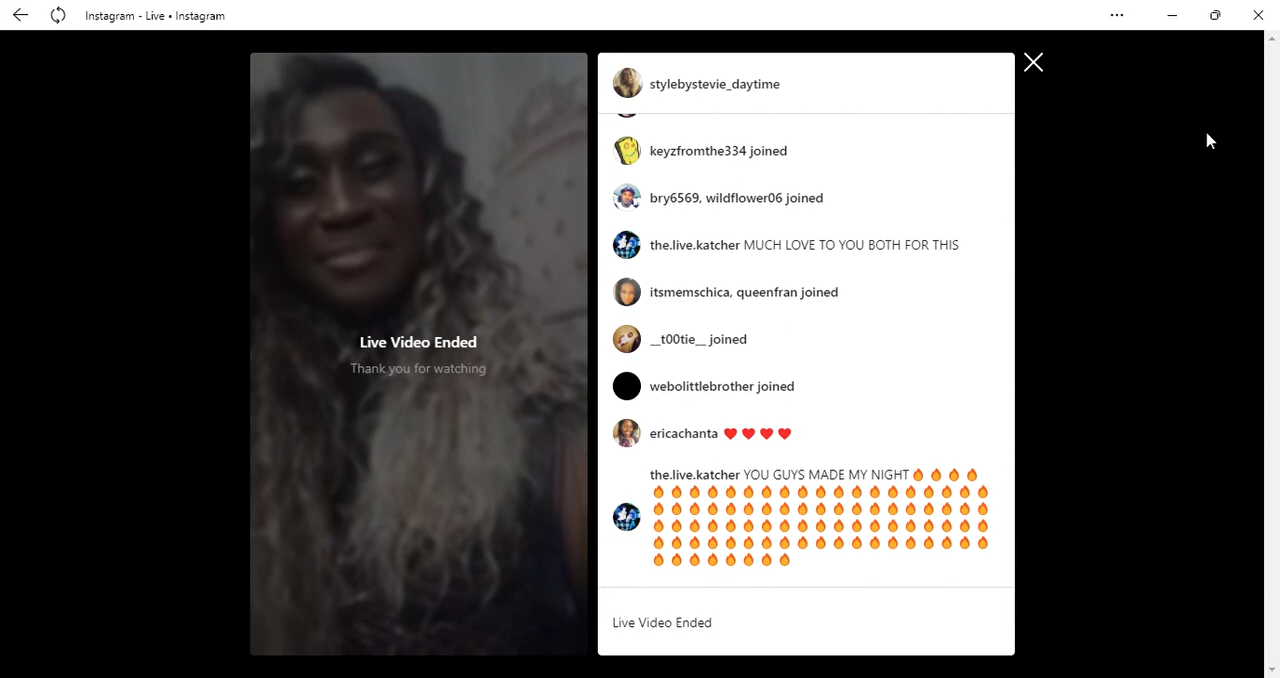 Instagram - Live • Instagram
stylebystevie_daytime
keyzfromthe334 joined
bry6569, wildflower06 joined
the.live.katcher MUCH LOVE TO YOU BOTH FOR THIS
itsmemschica, queenfran joined
__t00tie__ joined
webolittlebrother joined
ericachanta ❤️ ❤️ ❤️ ❤️
the.live.katcher YOU GUYS MADE MY NIGHT🔥 🔥 🔥 🔥
🔥 🔥 🔥 🔥 🔥 🔥 🔥 🔥 🔥 🔥 🔥 🔥 🔥 🔥 🔥 🔥 🔥 🔥 🔥
🔥 🔥 🔥 🔥 🔥 🔥 🔥 🔥 🔥 🔥 🔥 🔥 🔥 🔥 🔥 🔥 🔥 🔥 🔥
🔥 🔥 🔥 🔥 🔥 🔥 🔥 🔥 🔥 🔥 🔥 🔥 🔥 🔥 🔥 🔥 🔥 🔥 🔥
🔥 🔥 🔥 🔥 🔥 🔥 🔥 🔥 🔥 🔥 🔥 🔥 🔥 🔥 🔥 🔥 🔥 🔥 🔥
🔥 🔥 🔥 🔥 🔥 🔥 🔥 🔥
Live Video Ended
Live Video Ended
Thank you for watching